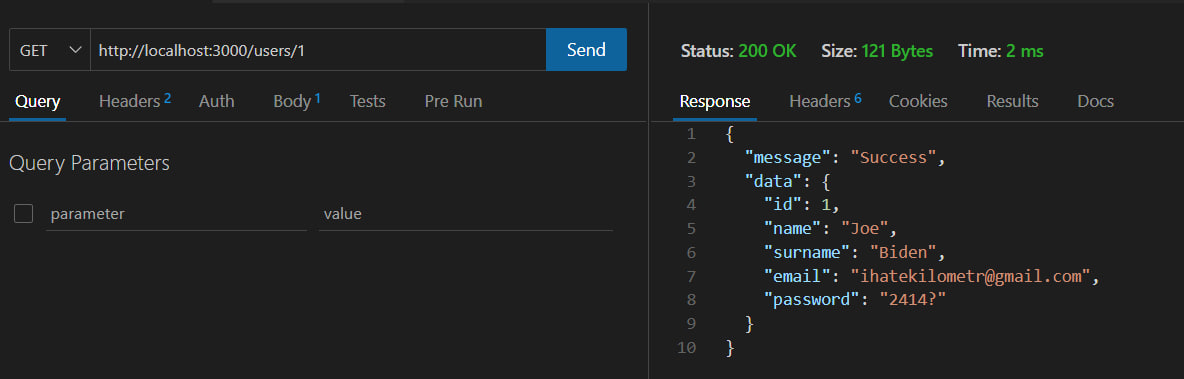 GET http://localhost:3000/users/1 Send
Query Headers 2 Auth Body 1 Tests Pre Run
Query Parameters
parameter value
Status: 200 OK Size: 121 Bytes Time: 2 ms
Response Headers 6 Cookies Results Docs
1 {
2 "message": "Success",
3 "data": {
4 "id": 1,
5 "name": "Joe",
6 "surname": "Biden",
7 "email": "ihatekilometr@gmail.com",
8 "password": "2414?"
9 }
10 }